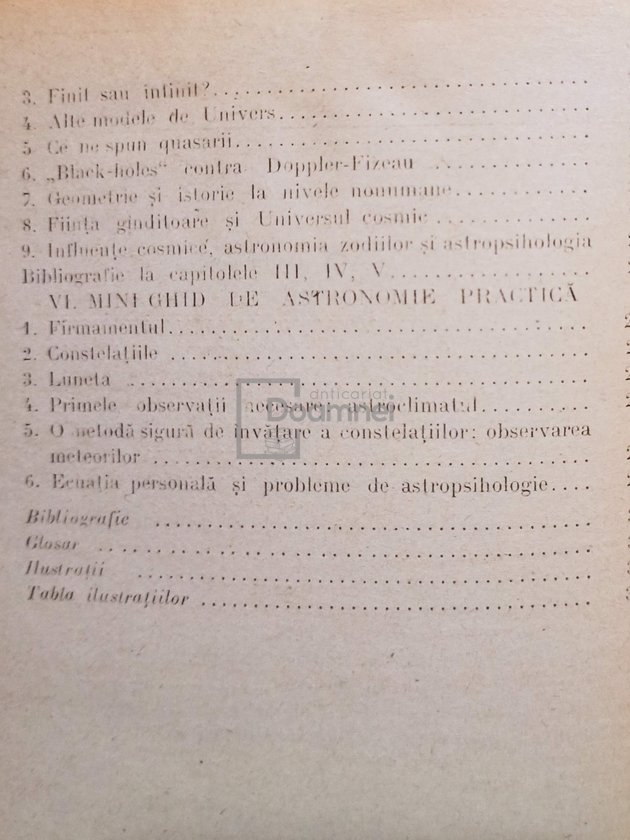 3. Finit sau infinit?
4. Alte modele de Univers
5. Ce ne spun quasarii
6. „Black-holes“ contra Doppler-Fizeau
7. Geometrie și istorie la nivele nonumane
8. Ființa gînditoare și Universul cosmic
9. Influențe cosmice, astronomia zodiilor și astropsihologia
Bibliografie la capitolele III, IV, V
VI. MINI-GHID DE ASTRONOMIE PRACTICĂ
1. Firmamentul
2. Constelațiile
3. Luneta
4. Primele observații necesare: astroclimatul
5. O metodă sigură de învățare a constelațiilor: observarea
meteorilor
6. Ecuația personală și probleme de astropsihologie
Bibliografie
Glosar
Ilustrații
Tabla ilustrațiilor
anticariat
Doamnei